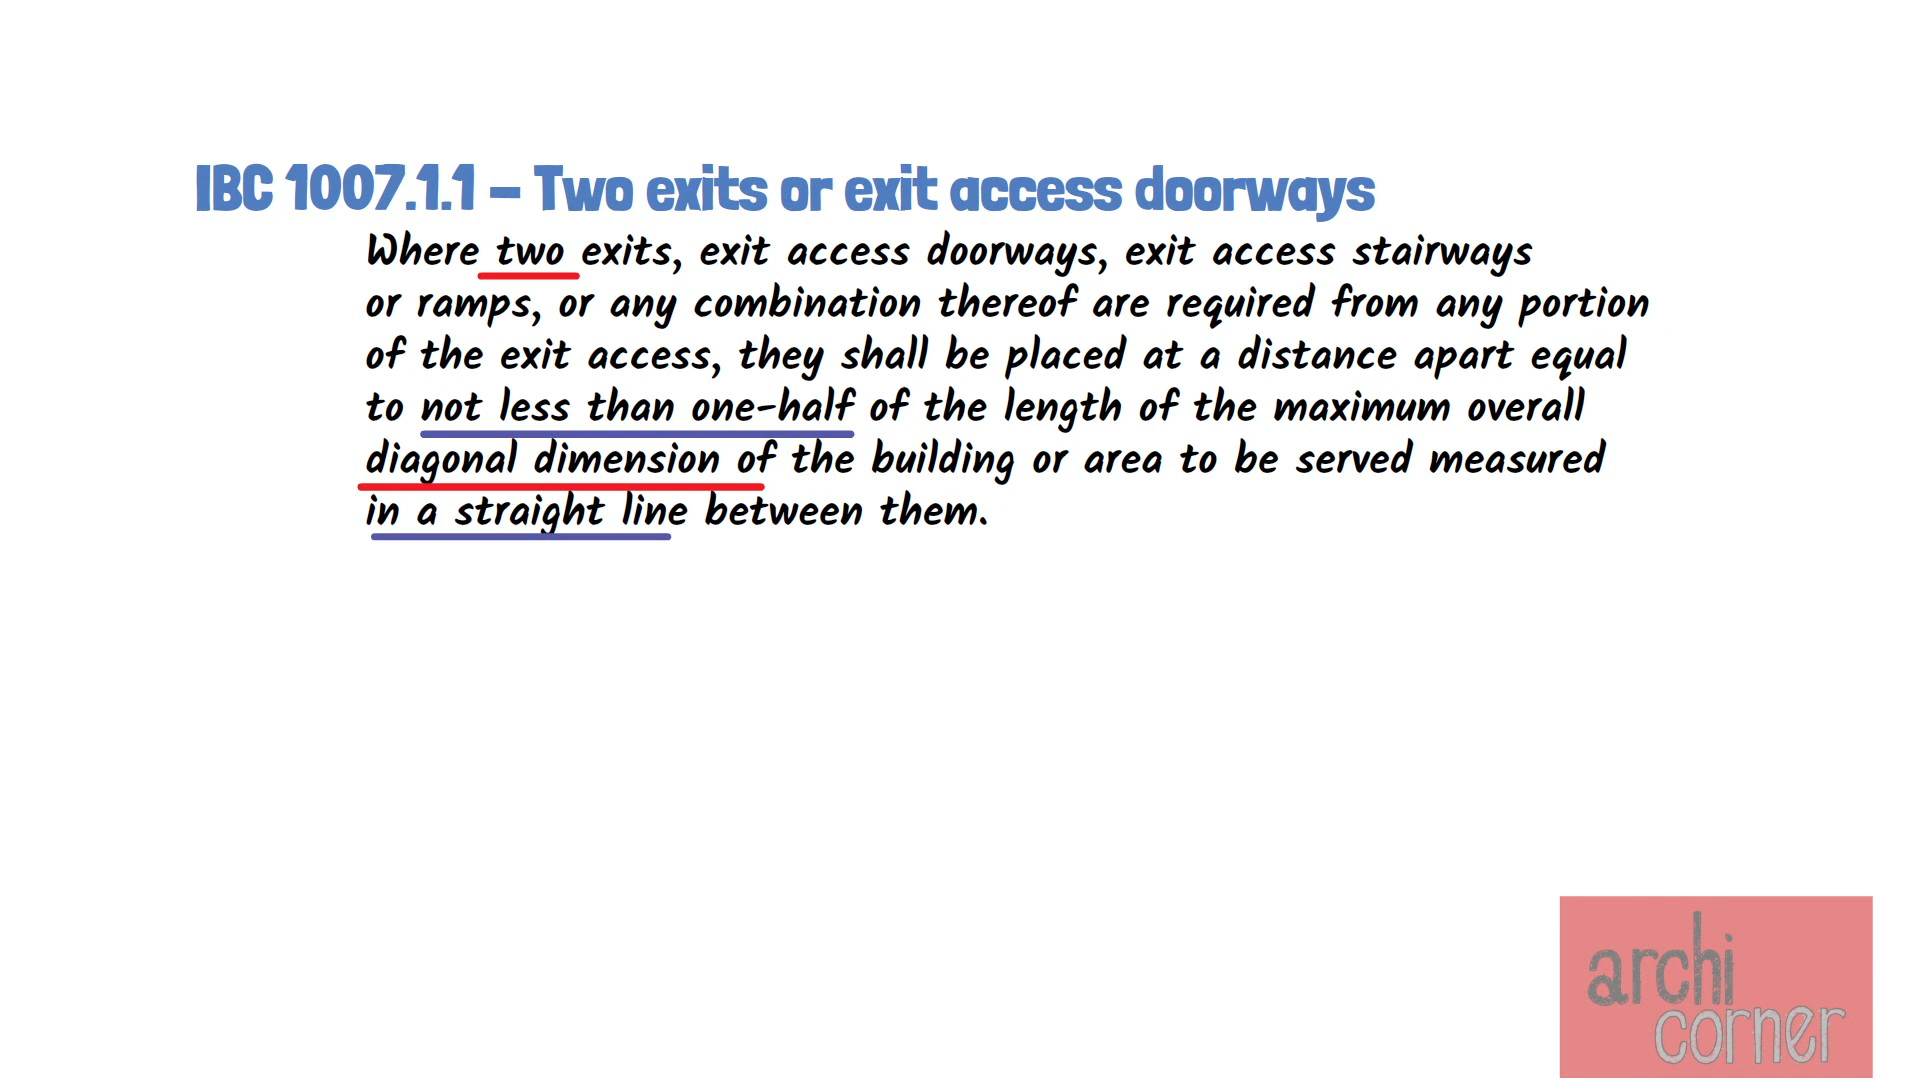 IBC 1007.1.1 – Two exits or exit access doorways
Where two exits, exit access doorways, exit access stairways
or ramps, or any combination thereof are required from any portion
of the exit access, they shall be placed at a distance apart equal
to not less than one-half of the length of the maximum overall
diagonal dimension of the building or area to be served measured
in a straight line between them.
archi
corner